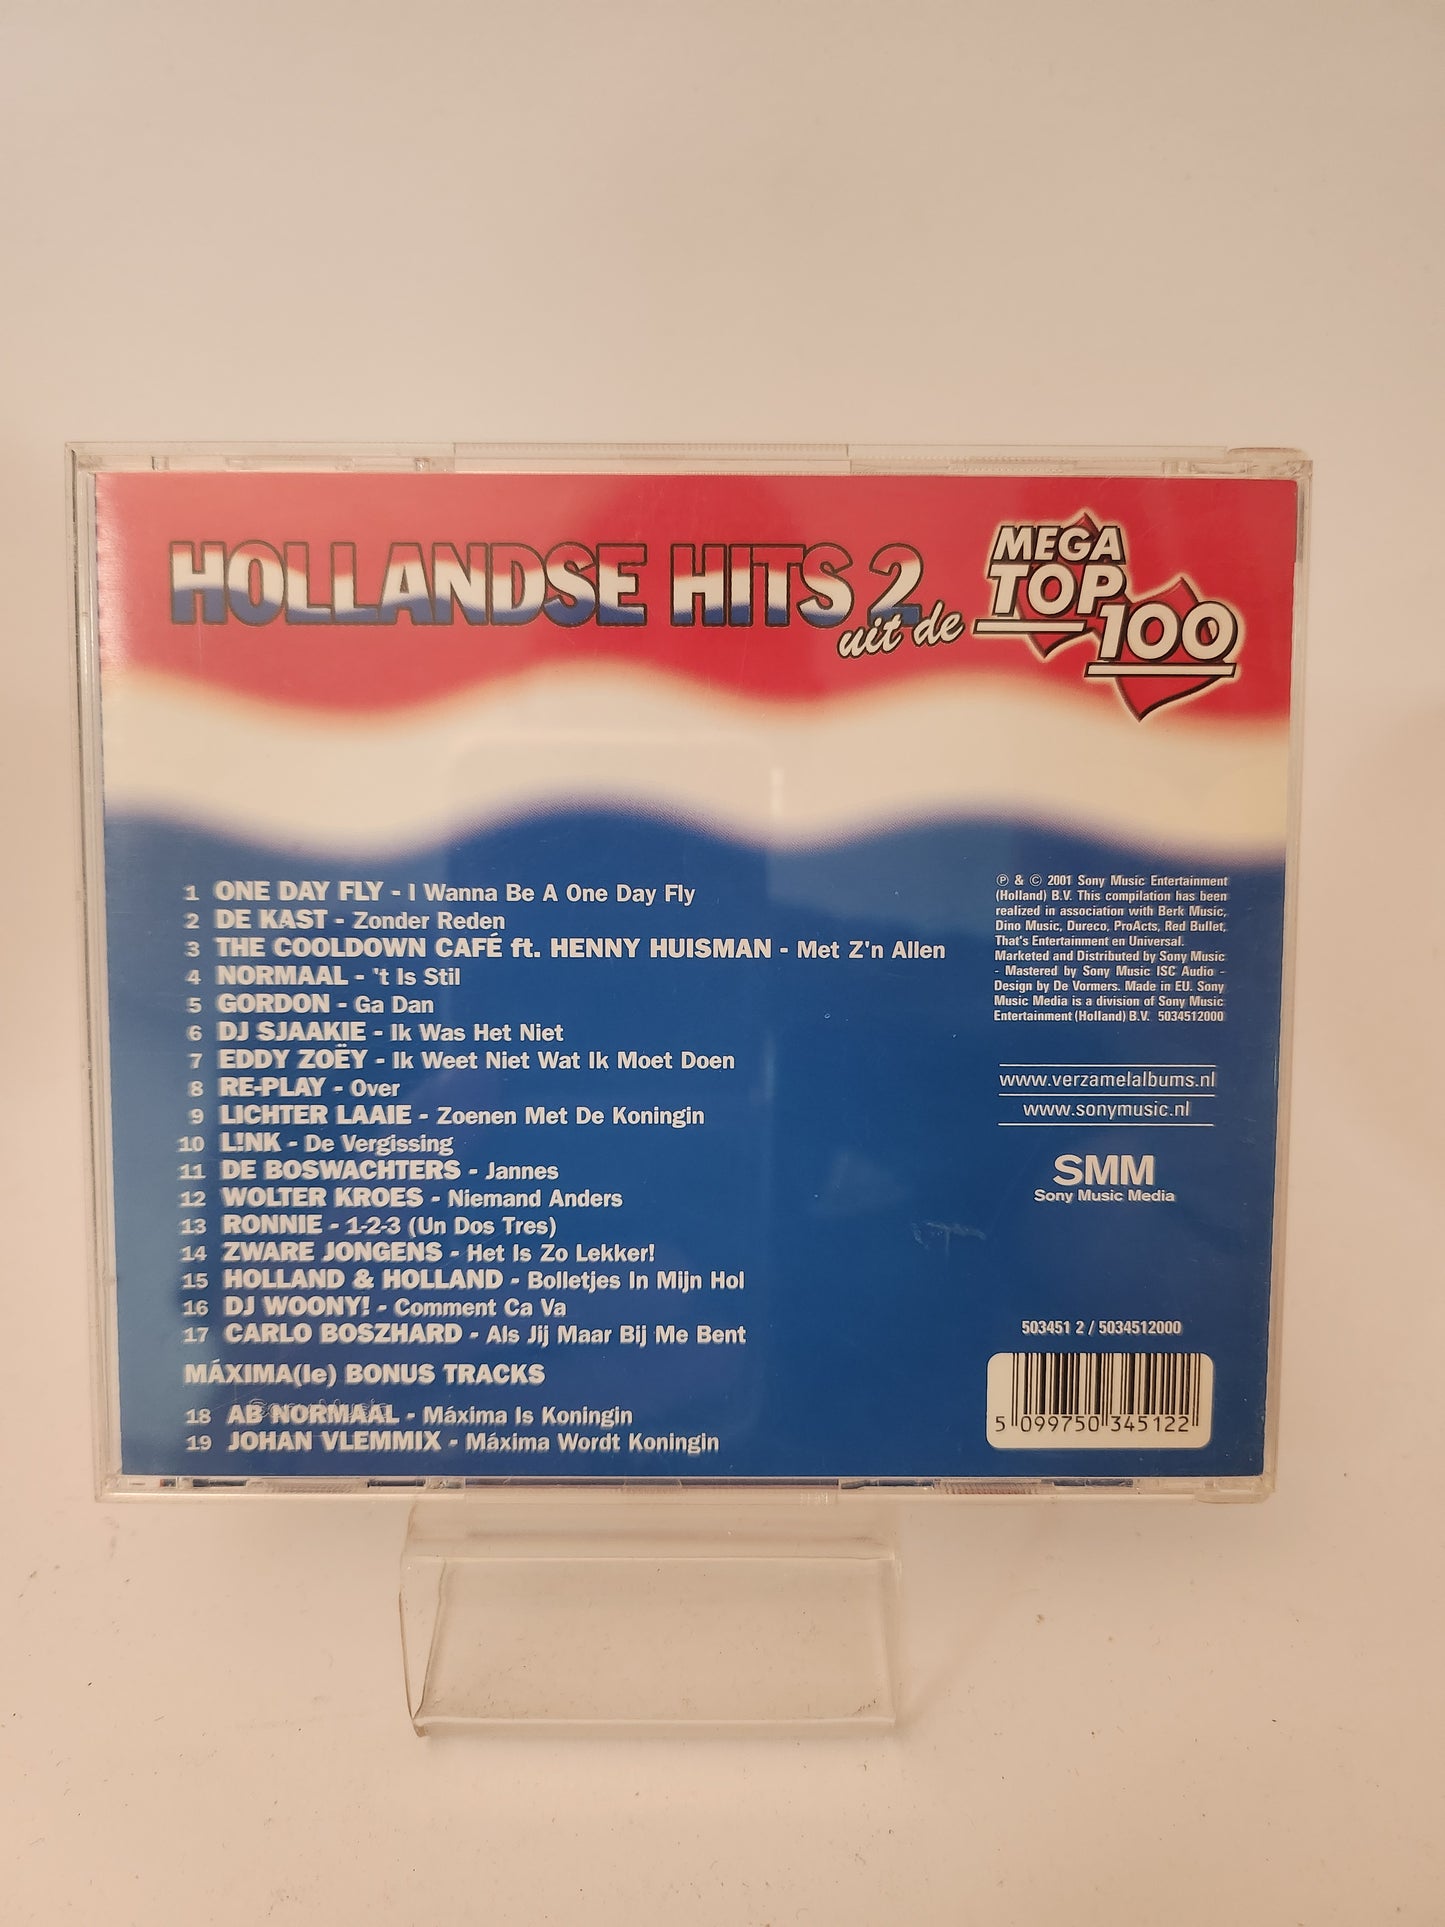 HOLLANDSE HITS 2
uit de
MEGA
TOP
100
1 ONE DAY FLY - I Wanna Be A One Day Fly
2 DE KAST - Zonder Reden
3 THE COOLDOWN CAFÉ ft. HENNY HUISMAN - Met Z'n Allen
4 NORMAAL - 't Is Stil
5 GORDON - Ga Dan
6 DJ SJAAKIE - Ik Was Het Niet
7 EDDY ZOËY - Ik Weet Niet Wat Ik Moet Doen
8 RE-PLAY - Over
9 LICHTER LAAIE - Zoenen Met De Koningin
10 L!NK - De Vergissing
11 DE BOSWACHTERS - Jannes
12 WOLTER KROES - Niemand Anders
13 RONNIE - 1-2-3 (Un Dos Tres)
14 ZWARE JONGENS - Het Is Zo Lekker!
15 HOLLAND & HOLLAND - Bolletjes In Mijn Hol
16 DJ WOONY! - Comment Ca Va
17 CARLO BOSZHARD - Als Jij Maar Bij Me Bent
MÁXIMA(le) BONUS TRACKS
18 AB NORMAAL - Máxima Is Koningin
19 JOHAN VLEMMIX - Máxima Wordt Koningin
℗ & © 2001 Sony Music Entertainment
(Holland) B.V. This compilation has been
realized in association with Berk Music,
Dino Music, Dureco, ProActs, Red Bullet,
That's Entertainment en Universal.
Marketed and Distributed by Sony Music
- Mastered by Sony Music ISC Audio -
Design by De Vormers. Made in EU. Sony
Music Media is a division of Sony Music
Entertainment (Holland) B.V. 5034512000
www.verzamelalbums.nl
www.sonymusic.nl
SMM
Sony Music Media
503451 2 / 5034512000
5 099750 345122